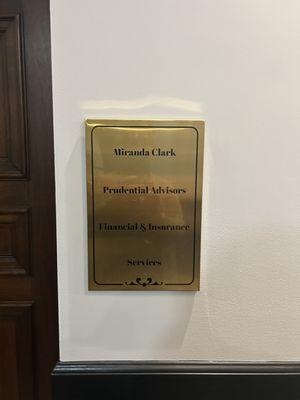 Miranda Clark
Prudential Advisors
Financial & Insurance
Services